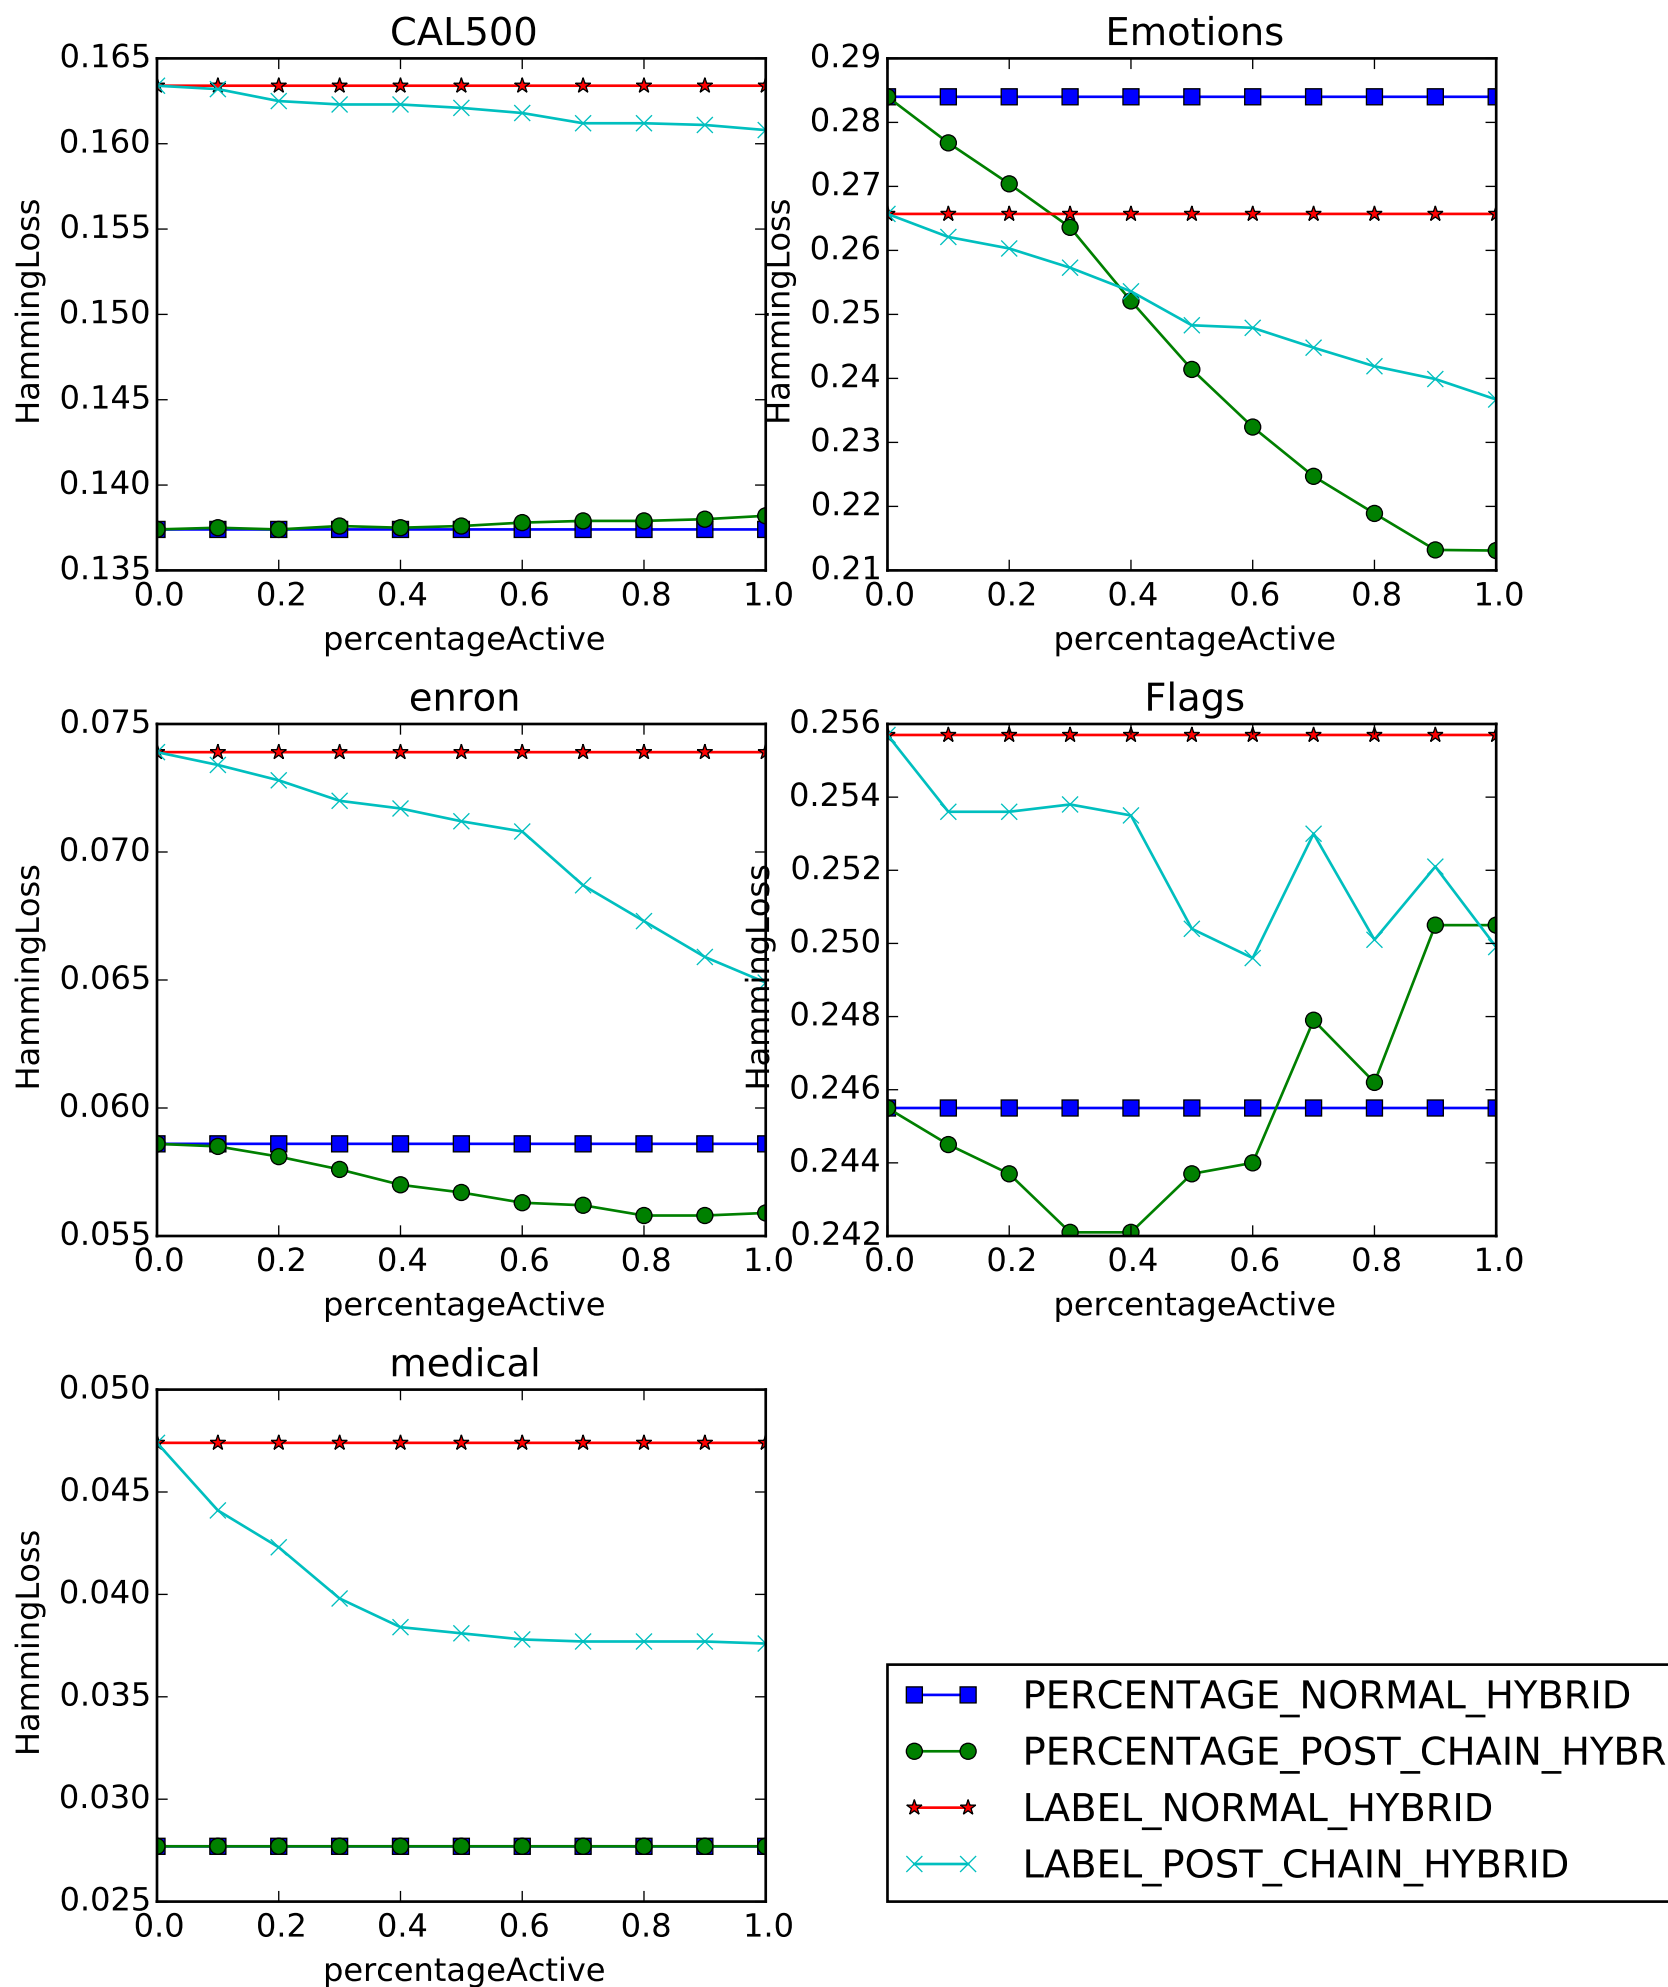 CAL500
0.165
0.160
0.155
0.150
0.145
0.140
0.135
HammingLoss
0.0 0.2 0.4 0.6 0.8 1.0
percentageActive
Emotions
0.29
0.28
0.27
0.26
0.25
0.24
0.23
0.22
0.21
HammingLoss
0.0 0.2 0.4 0.6 0.8 1.0
percentageActive
enron
0.075
0.070
0.065
0.060
0.055
HammingLoss
0.0 0.2 0.4 0.6 0.8 1.0
percentageActive
Flags
0.256
0.254
0.252
0.250
0.248
0.246
0.244
0.242
HammingLoss
0.0 0.2 0.4 0.6 0.8 1.0
percentageActive
medical
0.050
0.045
0.040
0.035
0.030
0.025
HammingLoss
0.0 0.2 0.4 0.6 0.8 1.0
percentageActive
PERCENTAGE_NORMAL_HYBRID
PERCENTAGE_POST_CHAIN_HYBR
LABEL_NORMAL_HYBRID
LABEL_POST_CHAIN_HYBRID